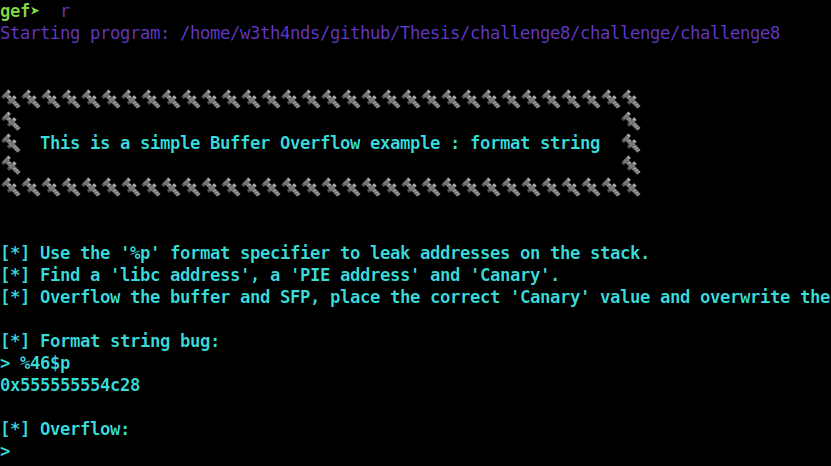 gef➤  r
Starting program: /home/w3th4nds/github/Thesis/challenge8/challenge/challenge8
This is a simple Buffer Overflow example : format string
[*] Use the '%p' format specifier to leak addresses on the stack.
[*] Find a 'libc address', a 'PIE address' and 'Canary'.
[*] Overflow the buffer and SFP, place the correct 'Canary' value and overwrite the
[*] Format string bug:
> %46$p
0x555555554c28
[*] Overflow:
>